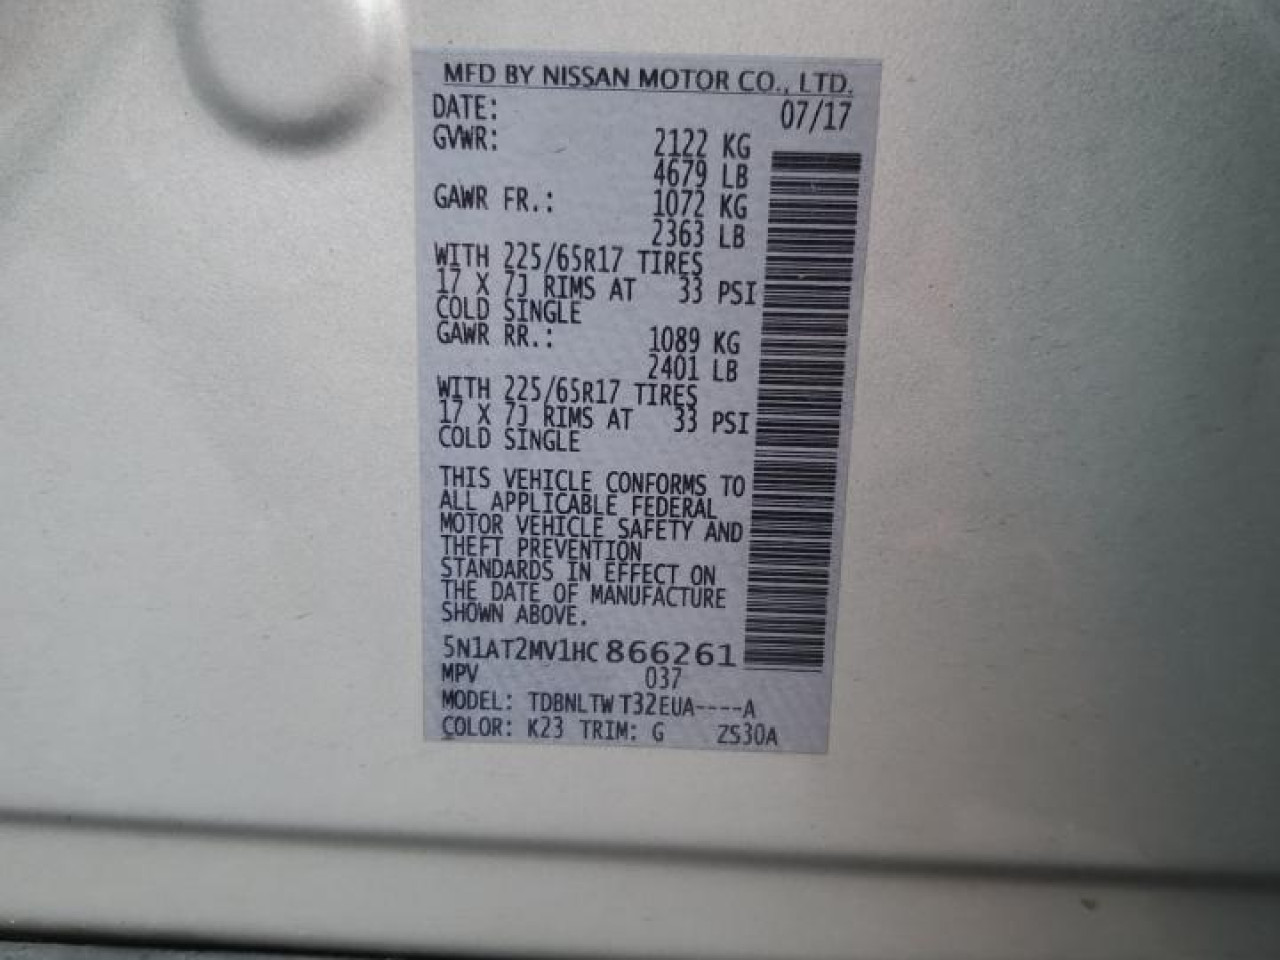 MFD BY NISSAN MOTOR CO., LTD.
DATE: 07/17
GVWR: 2122 KG
4679 LB
GAWR FR.: 1072 KG
2363 LB
WITH 225/65R17 TIRES
17 X 7J RIMS AT 33 PSI
COLD SINGLE
GAWR RR.: 1089 KG
2401 LB
WITH 225/65R17 TIRES
17 X 7J RIMS AT 33 PSI
COLD SINGLE
THIS VEHICLE CONFORMS TO
ALL APPLICABLE FEDERAL
MOTOR VEHICLE SAFETY AND
THEFT PREVENTION
STANDARDS IN EFFECT ON
THE DATE OF MANUFACTURE
SHOWN ABOVE.
5N1AT2MV1HC866261
MPV 037
MODEL: TDBNLTW T32EUA----A
COLOR: K23 TRIM: G ZS30A